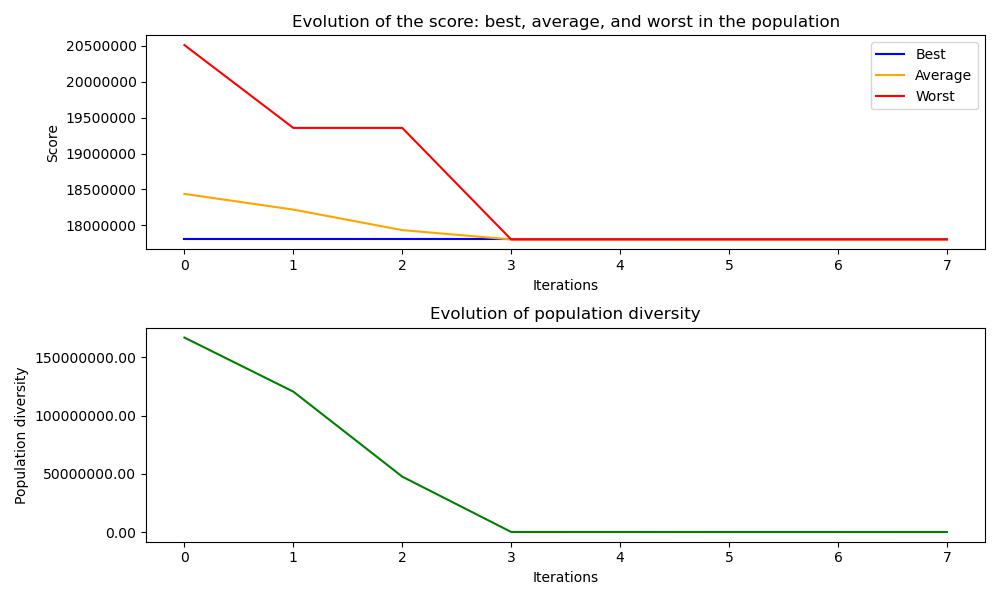 Evolution of the score: best, average, and worst in the population
20500000
20000000
19500000
19000000
18500000
18000000
Score
Best
Average
Worst
0 1 2 3 4 5 6 7
Iterations
Evolution of population diversity
150000000.00
100000000.00
50000000.00
0.00
Population diversity
0 1 2 3 4 5 6 7
Iterations